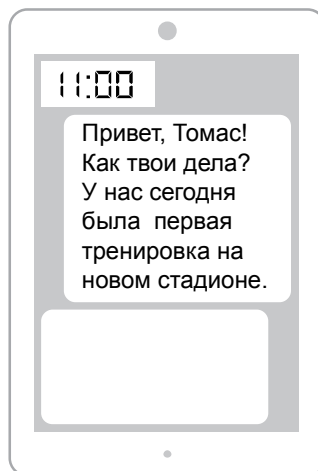 11:00
Привет, Томас!
Как твои дела?
У нас сегодня
была первая
тренировка на
новом стадионе.